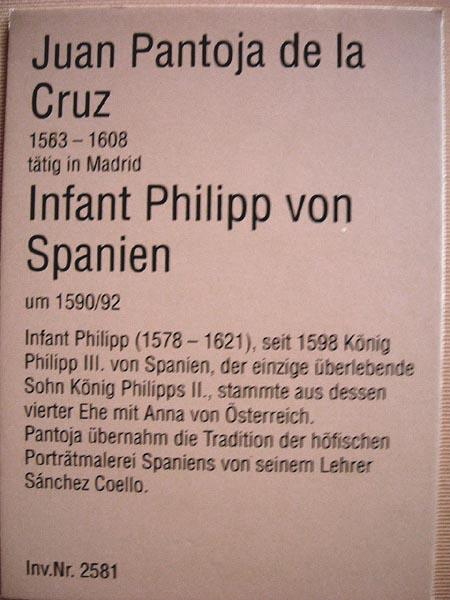 Juan Pantoja de la
Cruz
1563 – 1608
tätig in Madrid
Infant Philipp von
Spanien
um 1590/92
Infant Philipp (1578 – 1621), seit 1598 König
Philipp III. von Spanien, der einzige überlebende
Sohn König Philipps II., stammte aus dessen
vierter Ehe mit Anna von Österreich.
Pantoja übernahm die Tradition der höfischen
Porträtmalerei Spaniens von seinem Lehrer
Sánchez Coello.
Inv.Nr. 2581